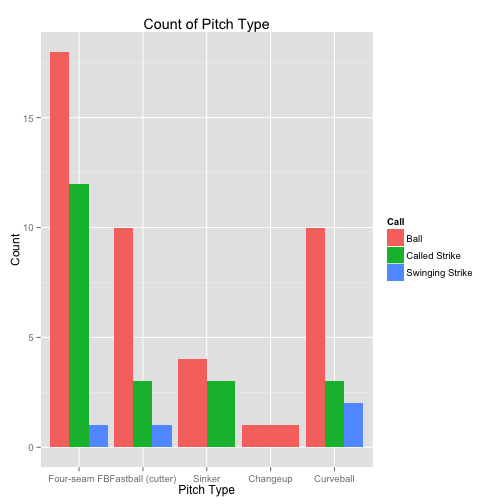 Count of Pitch Type
Count
15
10
5
0
Four-seam FB Fastball (cutter) Sinker Changeup Curveball
Pitch Type
Call
Ball
Called Strike
Swinging Strike